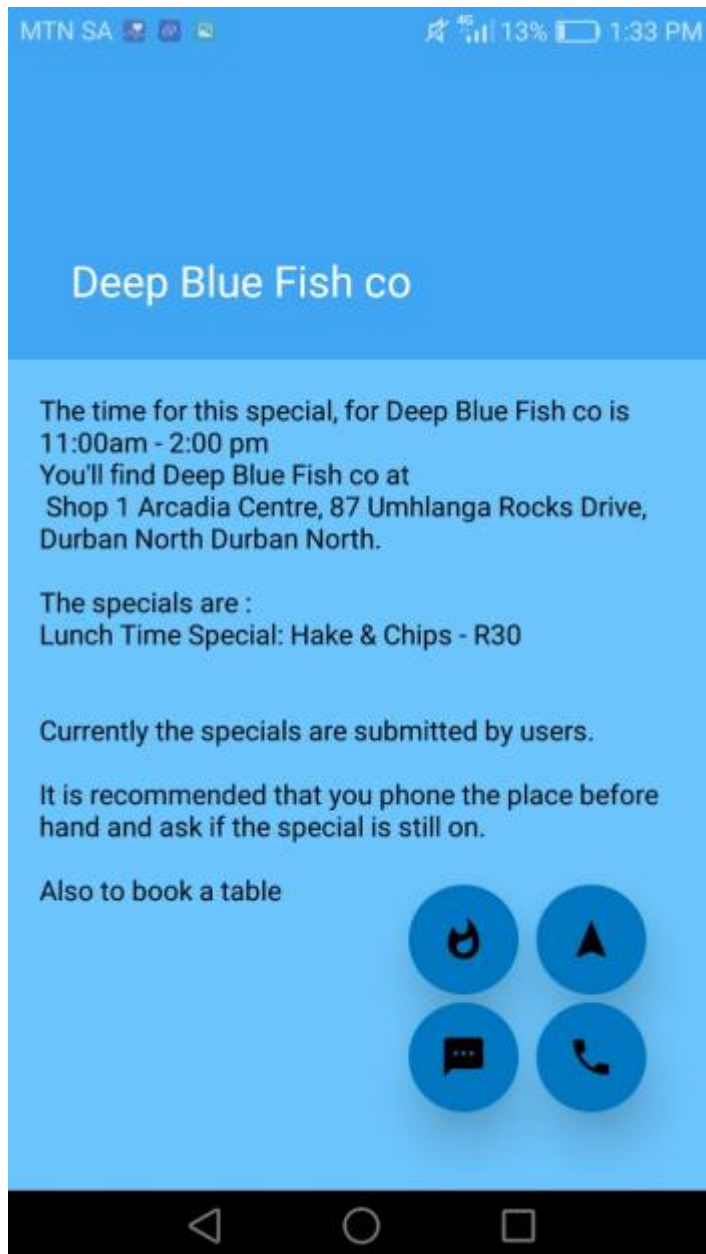 MTN SA 4G 13% 1:33 PM
Deep Blue Fish co
The time for this special, for Deep Blue Fish co is
11:00am - 2:00 pm
You'll find Deep Blue Fish co at
Shop 1 Arcadia Centre, 87 Umhlanga Rocks Drive,
Durban North Durban North.
The specials are :
Lunch Time Special: Hake & Chips - R30
Currently the specials are submitted by users.
It is recommended that you phone the place before
hand and ask if the special is still on.
Also to book a table